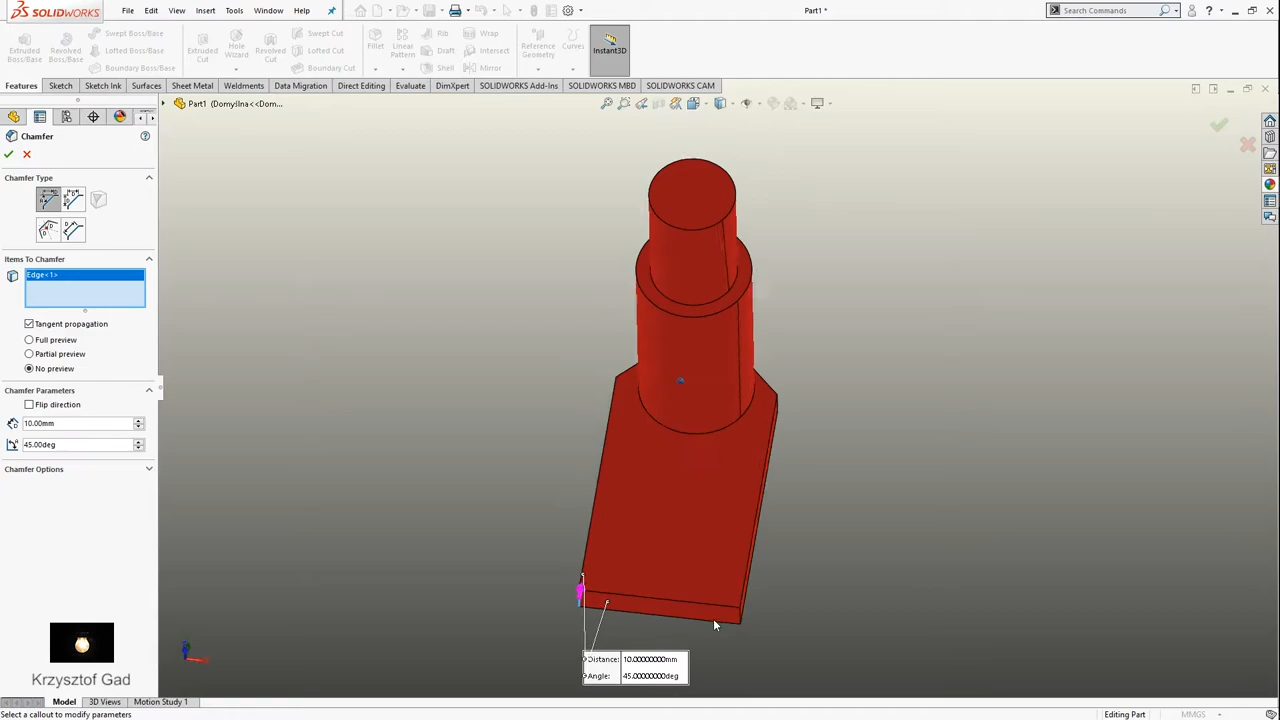 SOLIDWORKS File Edit View Insert Tools Window Help Part1 * Search Commands ?
Extruded Boss/Base Revolved Boss/Base Swept Boss/Base Lofted Boss/Base Boundary Boss/Base Extruded Cut Hole Wizard Revolved Cut Swept Cut Lofted Cut Boundary Cut Fillet Linear Pattern Rib Draft Shell Wrap Intersect Mirror Reference Geometry Curves Instant3D
Features Sketch Sketch Ink Surfaces Sheet Metal Weldments Data Migration Direct Editing Evaluate DimXpert SOLIDWORKS Add-Ins SOLIDWORKS MBD SOLIDWORKS CAM
Part1 (Domyślna<<Dom...
Chamfer
Chamfer Type
Items To Chamfer
Edge<1>
Tangent propagation
Full preview
Partial preview
No preview
Chamfer Parameters
Flip direction
10.00mm
45.00deg
Chamfer Options
Distance: 10.00000000mm
Angle: 45.00000000deg
Krzysztof Gad
Model 3D Views Motion Study 1
Select a callout to modify parameters Editing Part MMGS